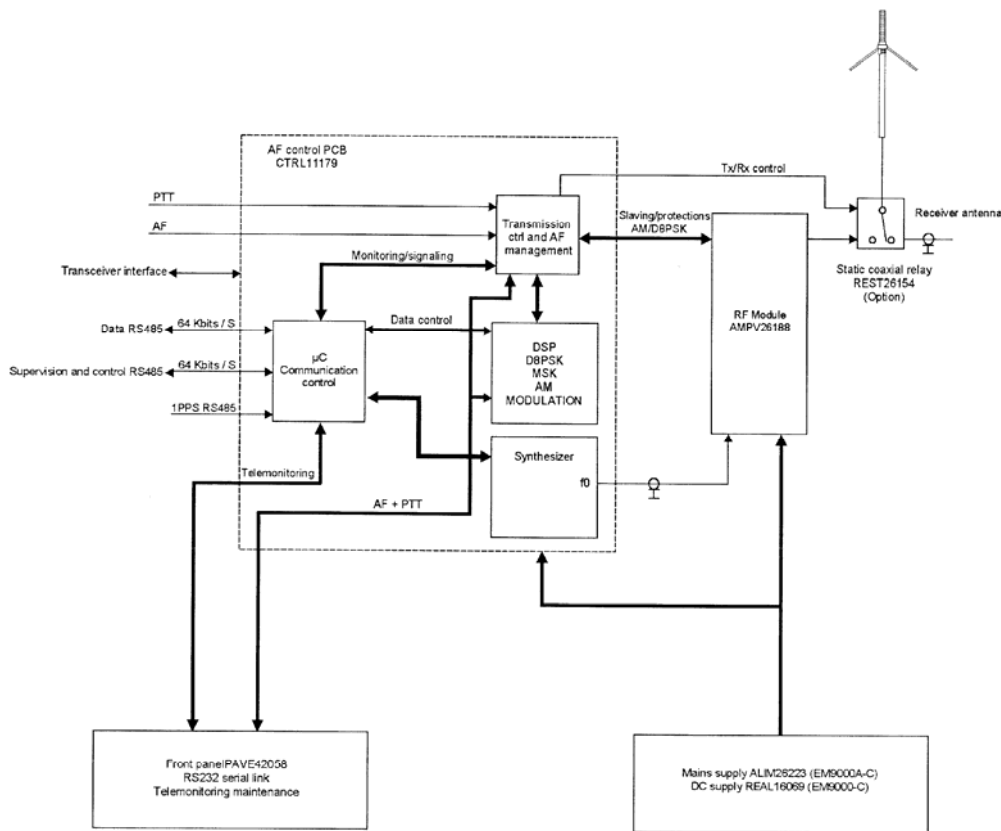 AF control PCB
CTRL11179
PTT
AF
Transceiver interface
Data RS485
64 Kbits / S
Supervision and control RS485
64 Kbits / S
1PPS RS485
Monitoring/signaling
Data control
µC
Communication
control
Telemonitoring
AF + PTT
Transmission
ctrl and AF
management
DSP
D8PSK
MSK
AM
MODULATION
Synthesizer
f0
Tx/Rx control
Slaving/protections
AM/D8PSK
RF Module
AMPV26188
Receiver antenna
Static coaxial relay
REST26154
(Option)
Front panelPAVE42058
RS232 serial link
Telemonitoring maintenance
Mains supply ALIM26223 (EM9000A-C)
DC supply REAL16069 (EM9000-C)